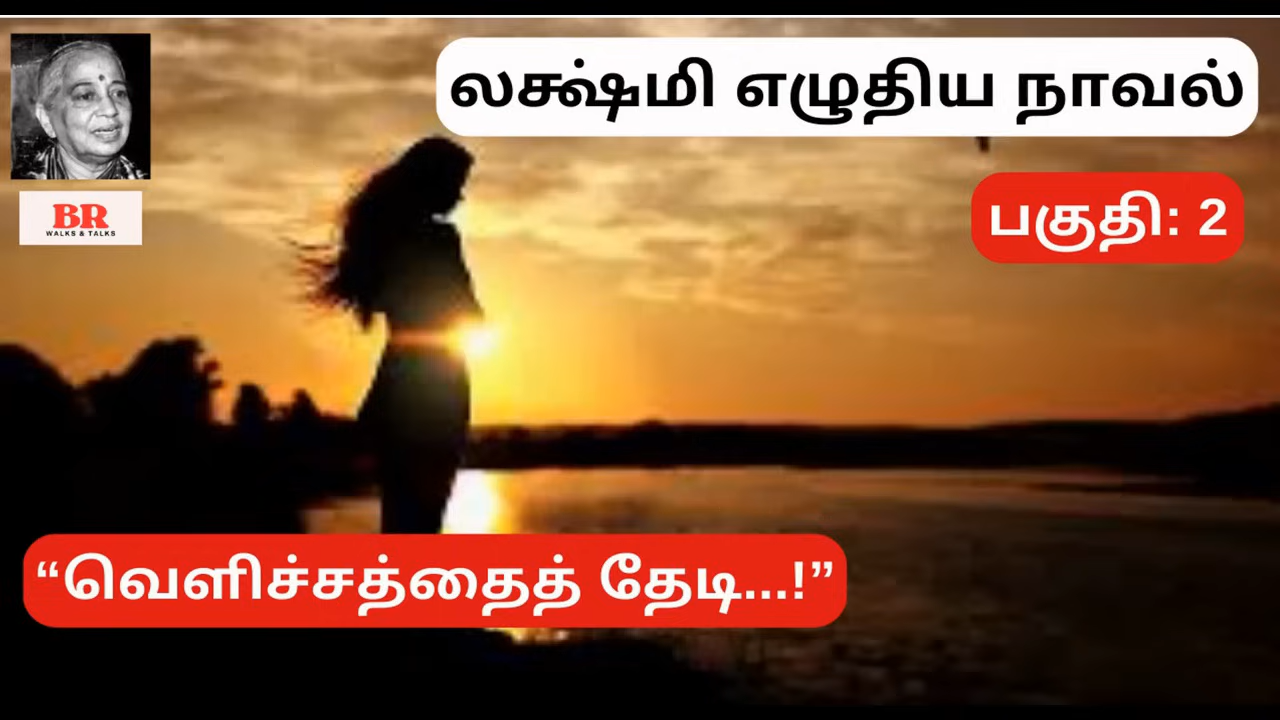 லக்ஷ்மி எழுதிய நாவல்
பகுதி: 2
BR
WALKS & TALKS
“வெளிச்சத்தைத் தேடி...!”